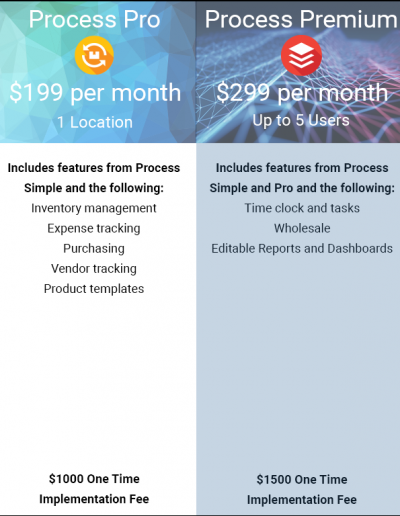 Process Pro
$199 per month
1 Location
Includes features from Process
Simple and the following:
Inventory management
Expense tracking
Purchasing
Vendor tracking
Product templates
$1000 One Time
Implementation Fee
Process Premium
$299 per month
Up to 5 Users
Includes features from Process
Simple and Pro and the following:
Time clock and tasks
Wholesale
Editable Reports and Dashboards
$1500 One Time
Implementation Fee